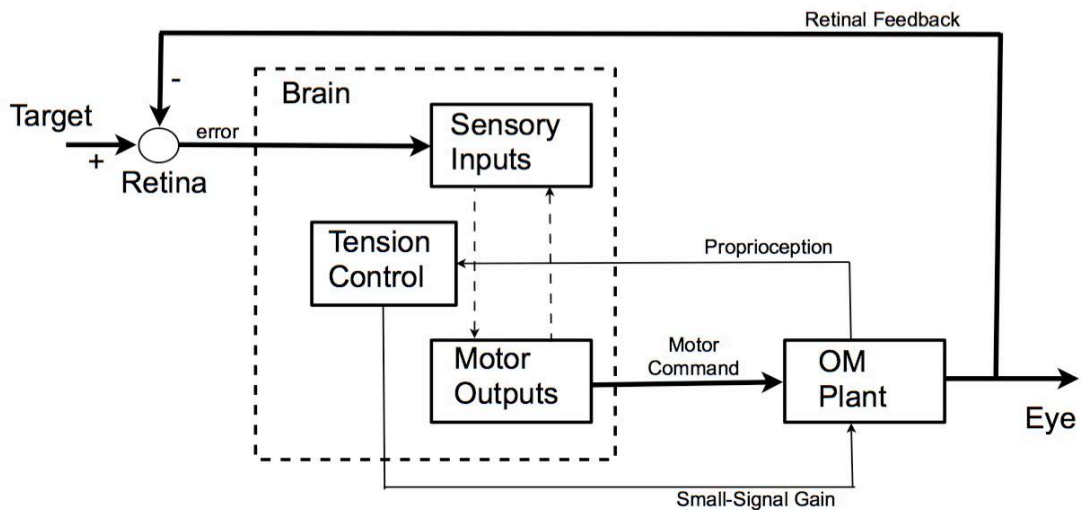 Retinal Feedback
-
Brain
Target
+
error
Retina
Sensory
Inputs
Tension
Control
Proprioception
Motor
Outputs
Motor
Command
OM
Plant
Eye
Small-Signal Gain